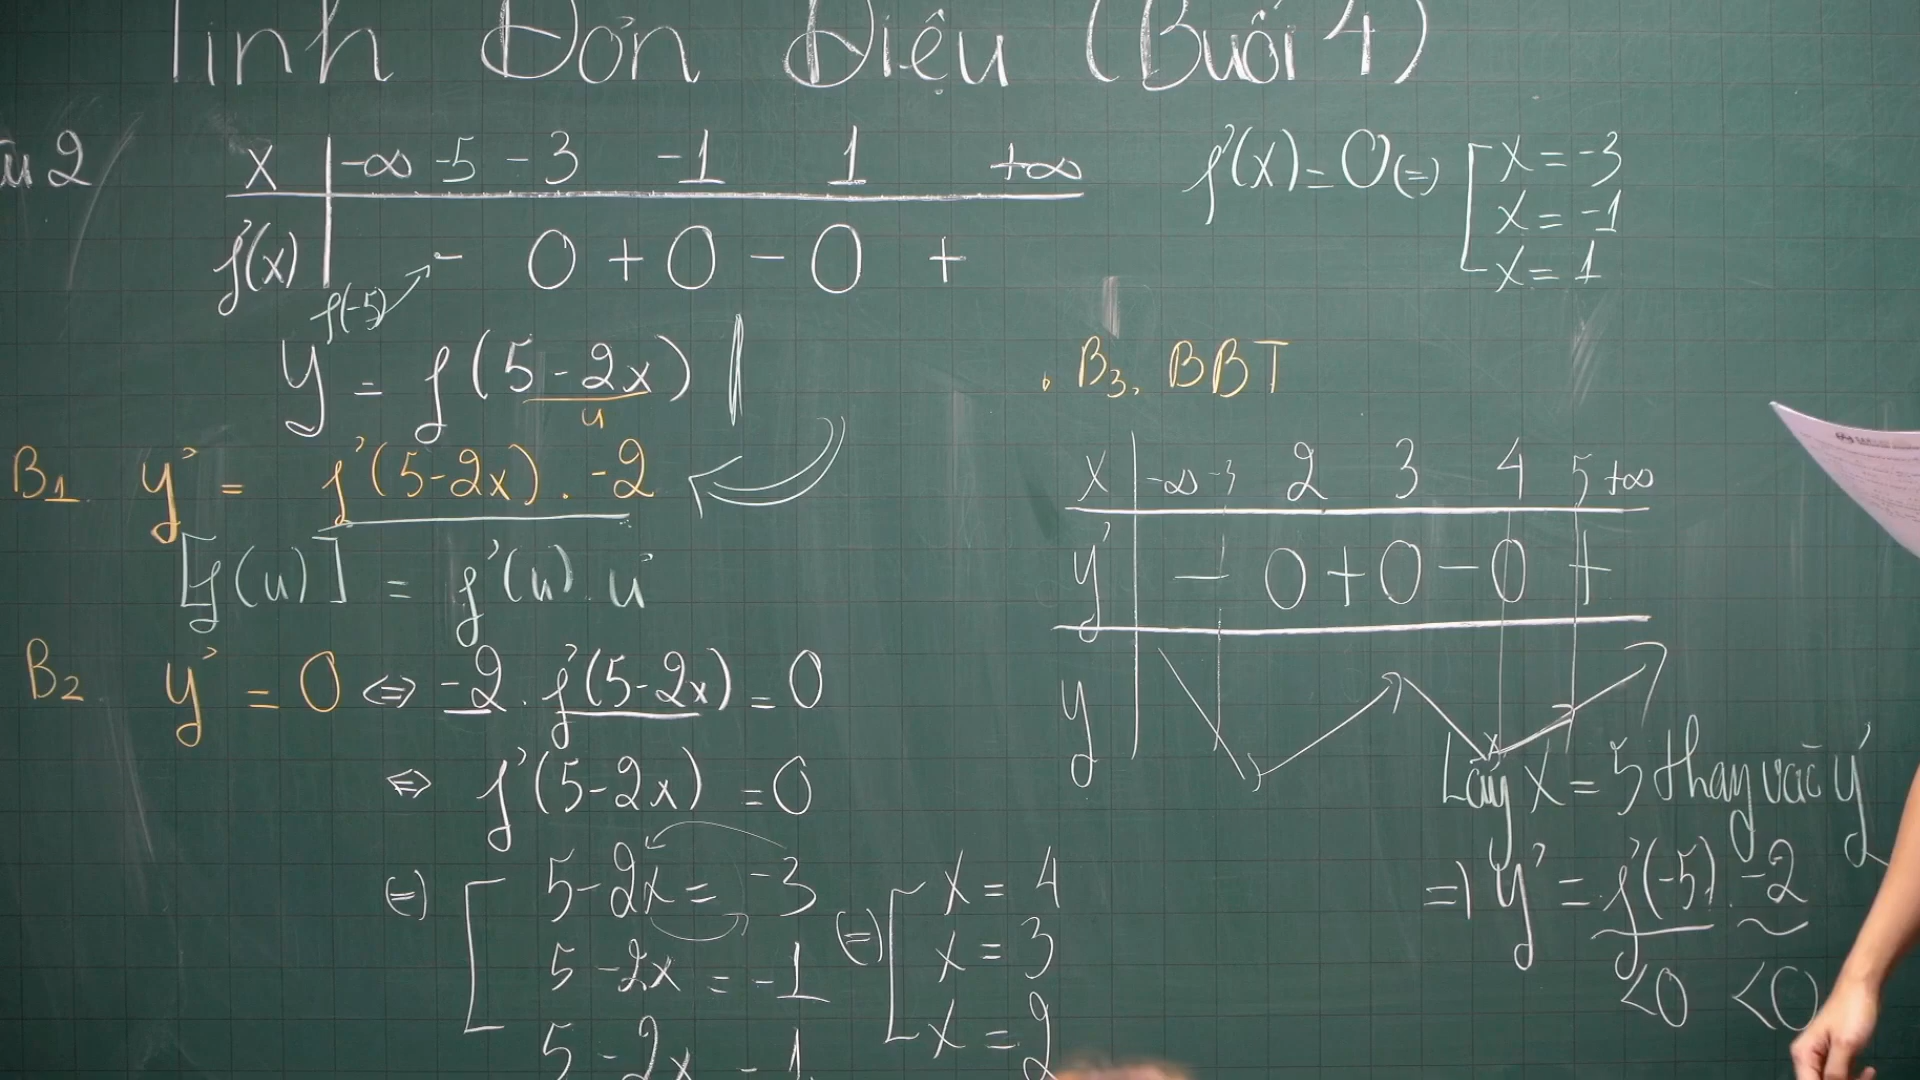 Tính Đơn Điệu (Buổi 4)
2
x | -∞ -5 -3 -1 1 +∞
f'(x) | - 0 + 0 - 0 +
f'(-5)
f'(x) = 0 (=) [ x = -3
x = -1
x = 1
y = f(5-2x)
u
B1. y' = f'(5-2x) . -2
[f(u)]' = f'(u) . u'
B2. y' = 0 <=> -2 . f'(5-2x) = 0
<=> f'(5-2x) = 0
(=) [ 5-2x = -3 (=) [ x = 4
5-2x = -1 x = 3
5-2x = 1 x = 2
. B3. BBT
x | -∞ -3 2 3 4 5 +∞
y' | - 0 + 0 - 0 +
y
Lấy x = 5 thay vào y'
=) y' = f'(-5) . -2
<0 <0